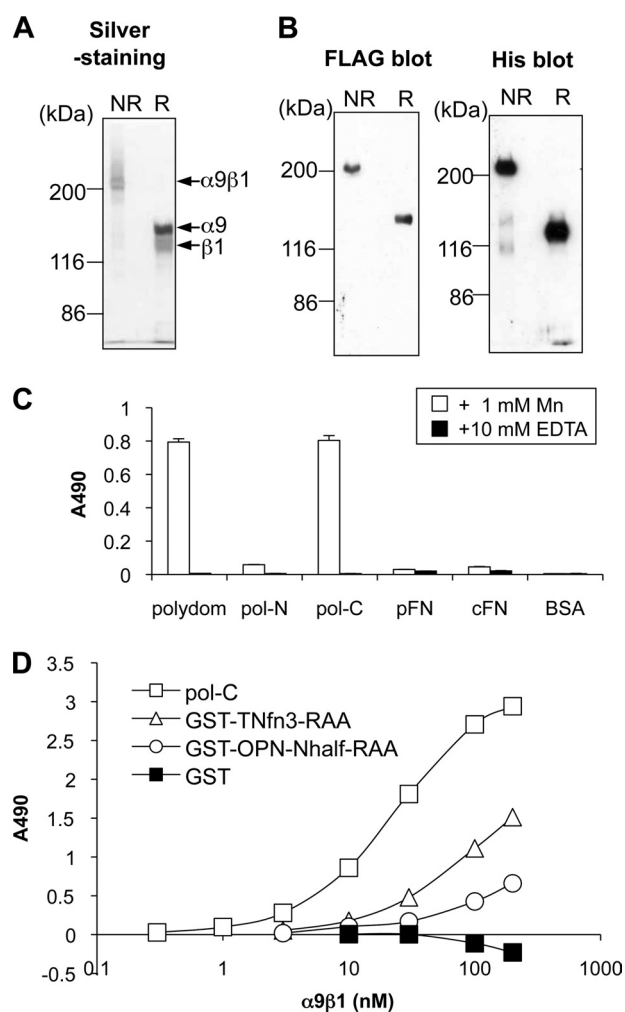 A
Silver
-staining
(kDa)
NR R
200
116
86
α9β1
α9
β1
B
FLAG blot
(kDa)
NR R
200
116
86
His blot
(kDa)
NR R
200
116
86
C
A490
1
0.8
0.6
0.4
0.2
0
+ 1 mM Mn
+10 mM EDTA
polydom pol-N pol-C pFN cFN BSA
D
A490
3.5
3
2.5
2
1.5
1
0.5
0
-0.5
pol-C
GST-TNfn3-RAA
GST-OPN-Nhalf-RAA
GST
0.1 1 10 100 1000
α9β1 (nM)